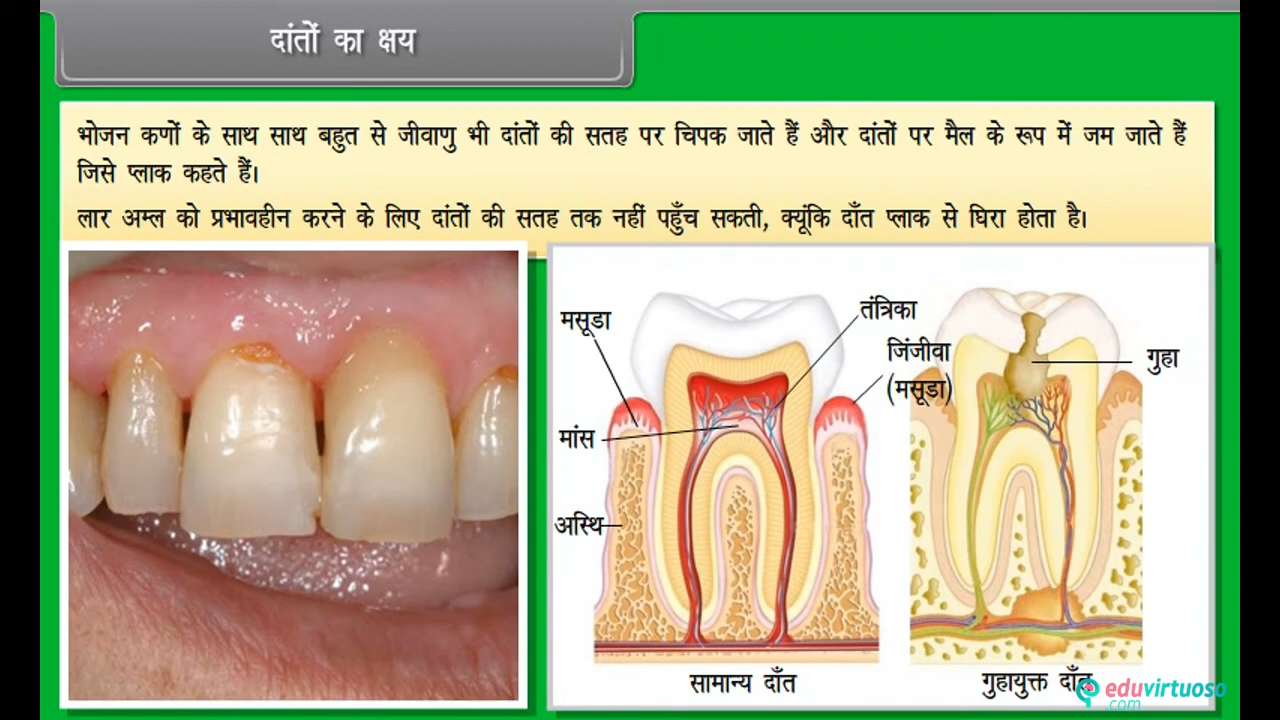 दांतों का क्षय
भोजन कणों के साथ साथ बहुत से जीवाणु भी दांतों की सतह पर चिपक जाते हैं और दांतों पर मैल के रूप में जम जाते हैं
जिसे प्लाक कहते हैं।
लार अम्ल को प्रभावहीन करने के लिए दांतों की सतह तक नहीं पहुँच सकती, क्यूंकि दाँत प्लाक से घिरा होता है।
मसूडा
तंत्रिका
जिंजीवा
(मसूडा)
गुहा
मांस
अस्थि
सामान्य दाँत
गुहायुक्त दाँत
eduvirtuoso
.com